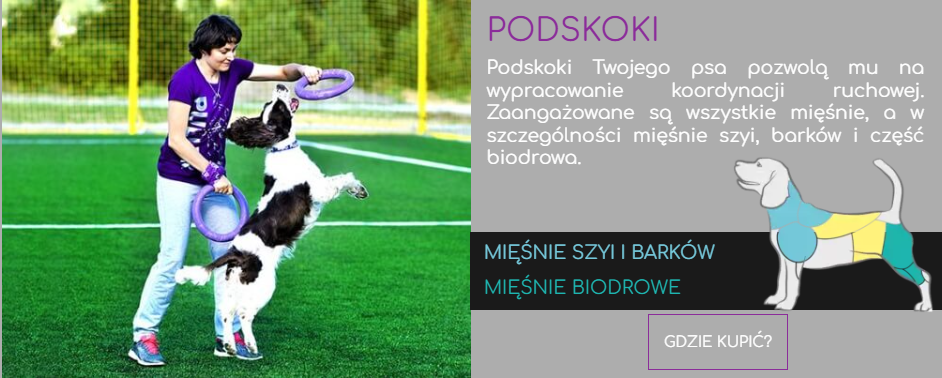 PODSKOKI
Podskoki Twojego psa pozwolą mu na
wypracowanie koordynacji ruchowej.
Zaangażowane są wszystkie mięśnie, a w
szczególności mięśnie szyi, barków i część
biodrowa.
MIĘŚNIE SZYI I BARKÓW
MIĘŚNIE BIODROWE
GDZIE KUPIĆ?